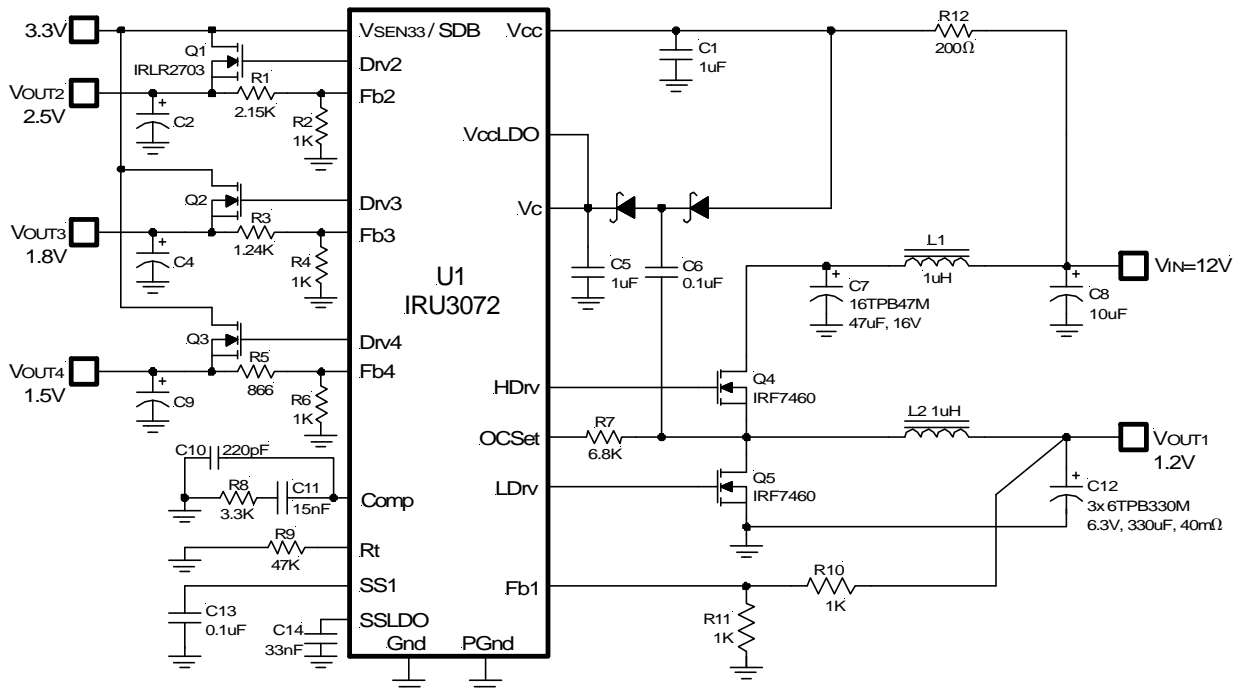 3.3V
VOUT2
2.5V
VOUT3
1.8V
VOUT4
1.5V
Q1
IRLR2703
R1
2.15K
C2
R2
1K
Q2
R3
1.24K
C4
R4
1K
Q3
R5
866
C9
R6
1K
C10
220pF
R8
3.3K
C11
15nF
R9
47K
C13
0.1uF
C14
33nF
VSEN33 / SDB
Drv2
Fb2
Drv3
Fb3
Drv4
Fb4
Comp
Rt
SS1
SSLDO
Gnd
PGnd
U1
IRU3072
Vcc
VccLDO
Vc
HDrv
OCSet
LDrv
Fb1
C1
1uF
R12
200Ω
C5
1uF
C6
0.1uF
L1
1uH
C7
16TPB47M
47uF, 16V
C8
10uF
VIN=12V
Q4
IRF7460
R7
6.8K
L2 1uH
VOUT1
1.2V
Q5
IRF7460
C12
3x 6TPB330M
6.3V, 330uF, 40mΩ
R10
1K
R11
1K